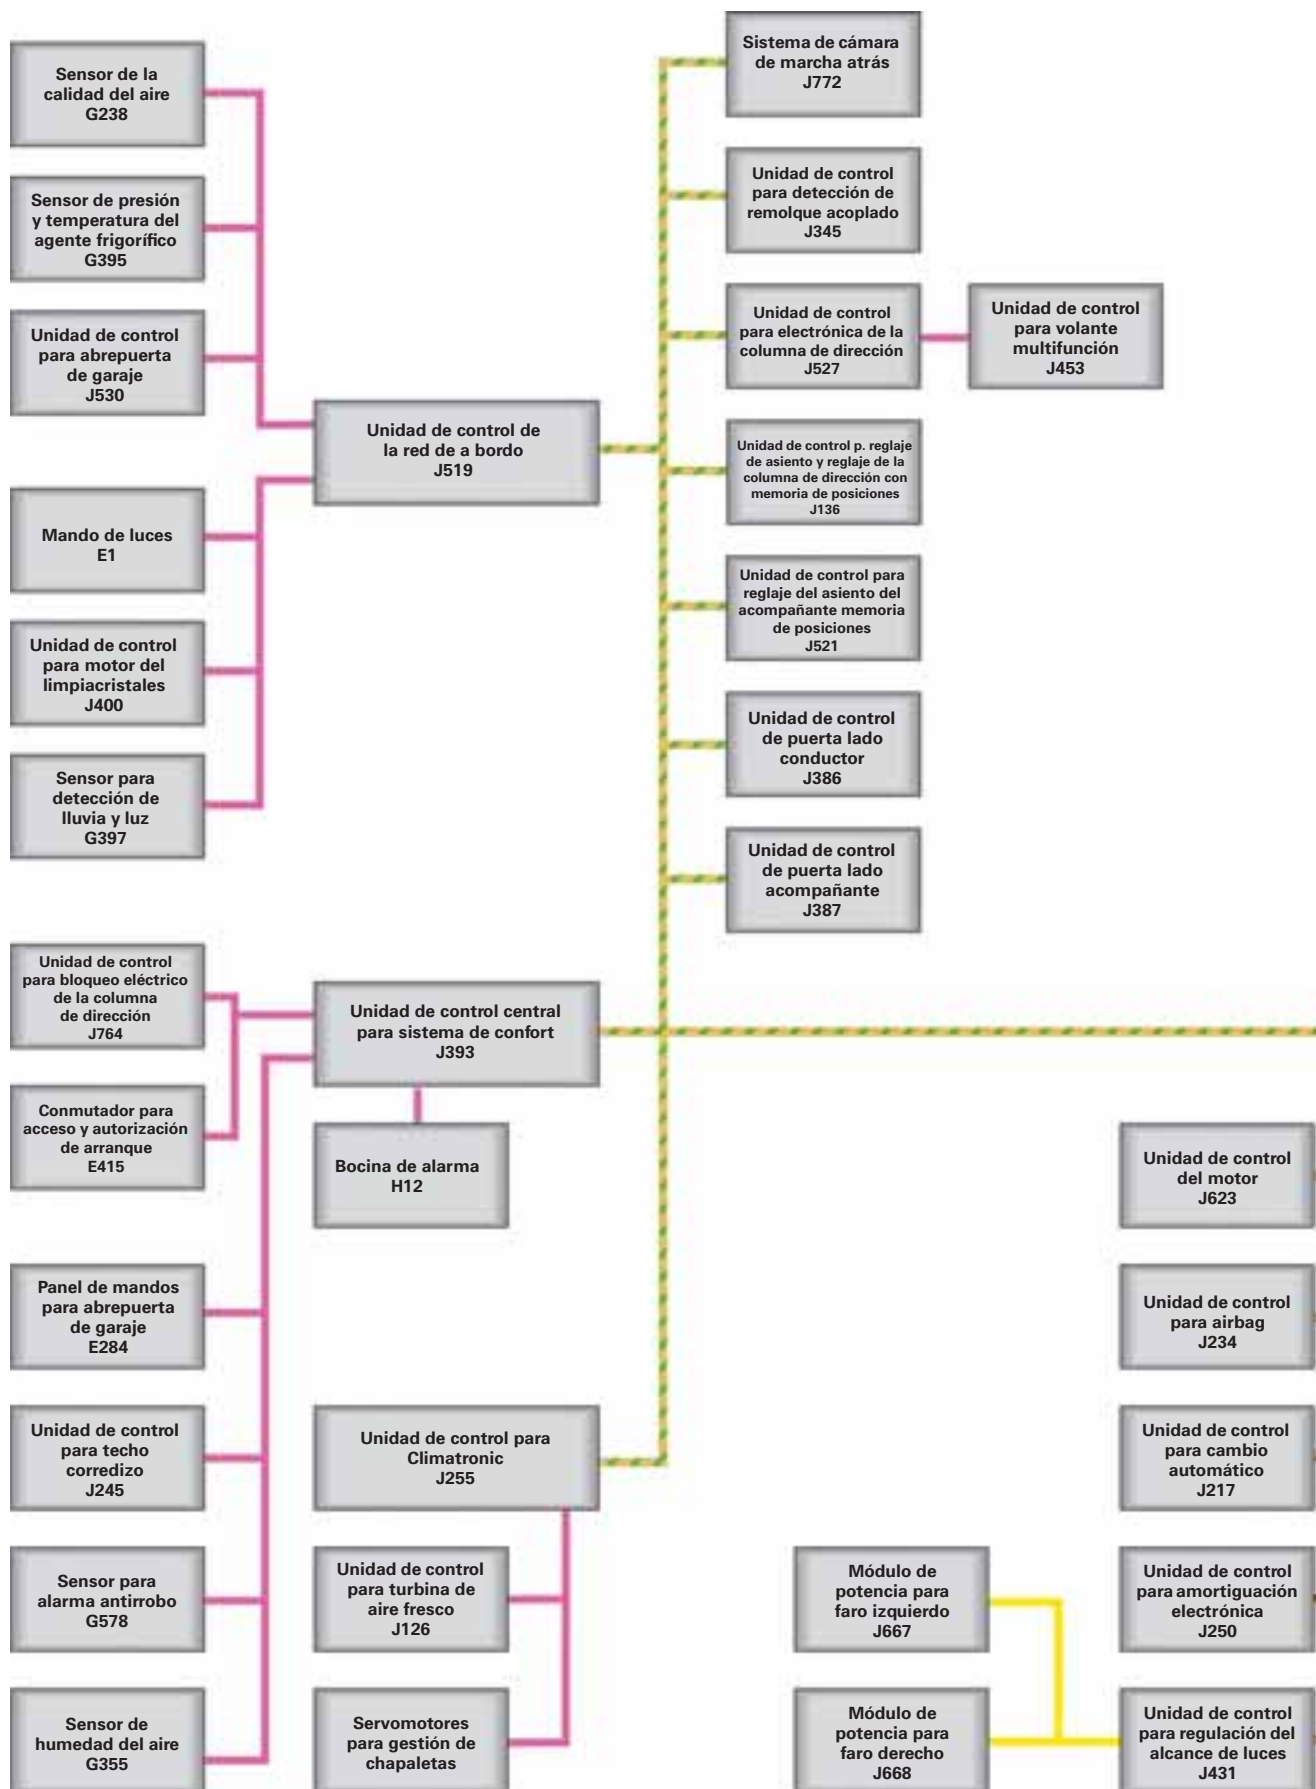 Sensor de la
calidad del aire
G238
Sensor de presión
y temperatura del
agente frigorífico
G395
Unidad de control
para abrepuerta
de garaje
J530
Mando de luces
E1
Unidad de control
para motor del
limpiacristales
J400
Sensor para
detección de
lluvia y luz
G397
Unidad de control de
la red de a bordo
J519
Sistema de cámara
de marcha atrás
J772
Unidad de control
para detección de
remolque acoplado
J345
Unidad de control
para electrónica de la
columna de dirección
J527
Unidad de control
para volante
multifunción
J453
Unidad de control p. reglaje
de asiento y reglaje de la
columna de dirección con
memoria de posiciones
J136
Unidad de control para
reglaje del asiento del
acompañante memoria
de posiciones
J521
Unidad de control
de puerta lado
conductor
J386
Unidad de control
de puerta lado
acompañante
J387
Unidad de control
para bloqueo eléctrico
de la columna
de dirección
J764
Conmutador para
acceso y autorización
de arranque
E415
Unidad de control central
para sistema de confort
J393
Bocina de alarma
H12
Panel de mandos
para abrepuerta
de garaje
E284
Unidad de control
para techo
corredizo
J245
Sensor para
alarma antirrobo
G578
Sensor de
humedad del aire
G355
Unidad de control para
Climatronic
J255
Unidad de control
para turbina de
aire fresco
J126
Servomotores
para gestión de
chapaletas
Unidad de control
del motor
J623
Unidad de control
para airbag
J234
Unidad de control
para cambio
automático
J217
Módulo de
potencia para
faro izquierdo
J667
Unidad de control
para amortiguación
electrónica
J250
Módulo de
potencia para
faro derecho
J668
Unidad de control
para regulación del
alcance de luces
J431